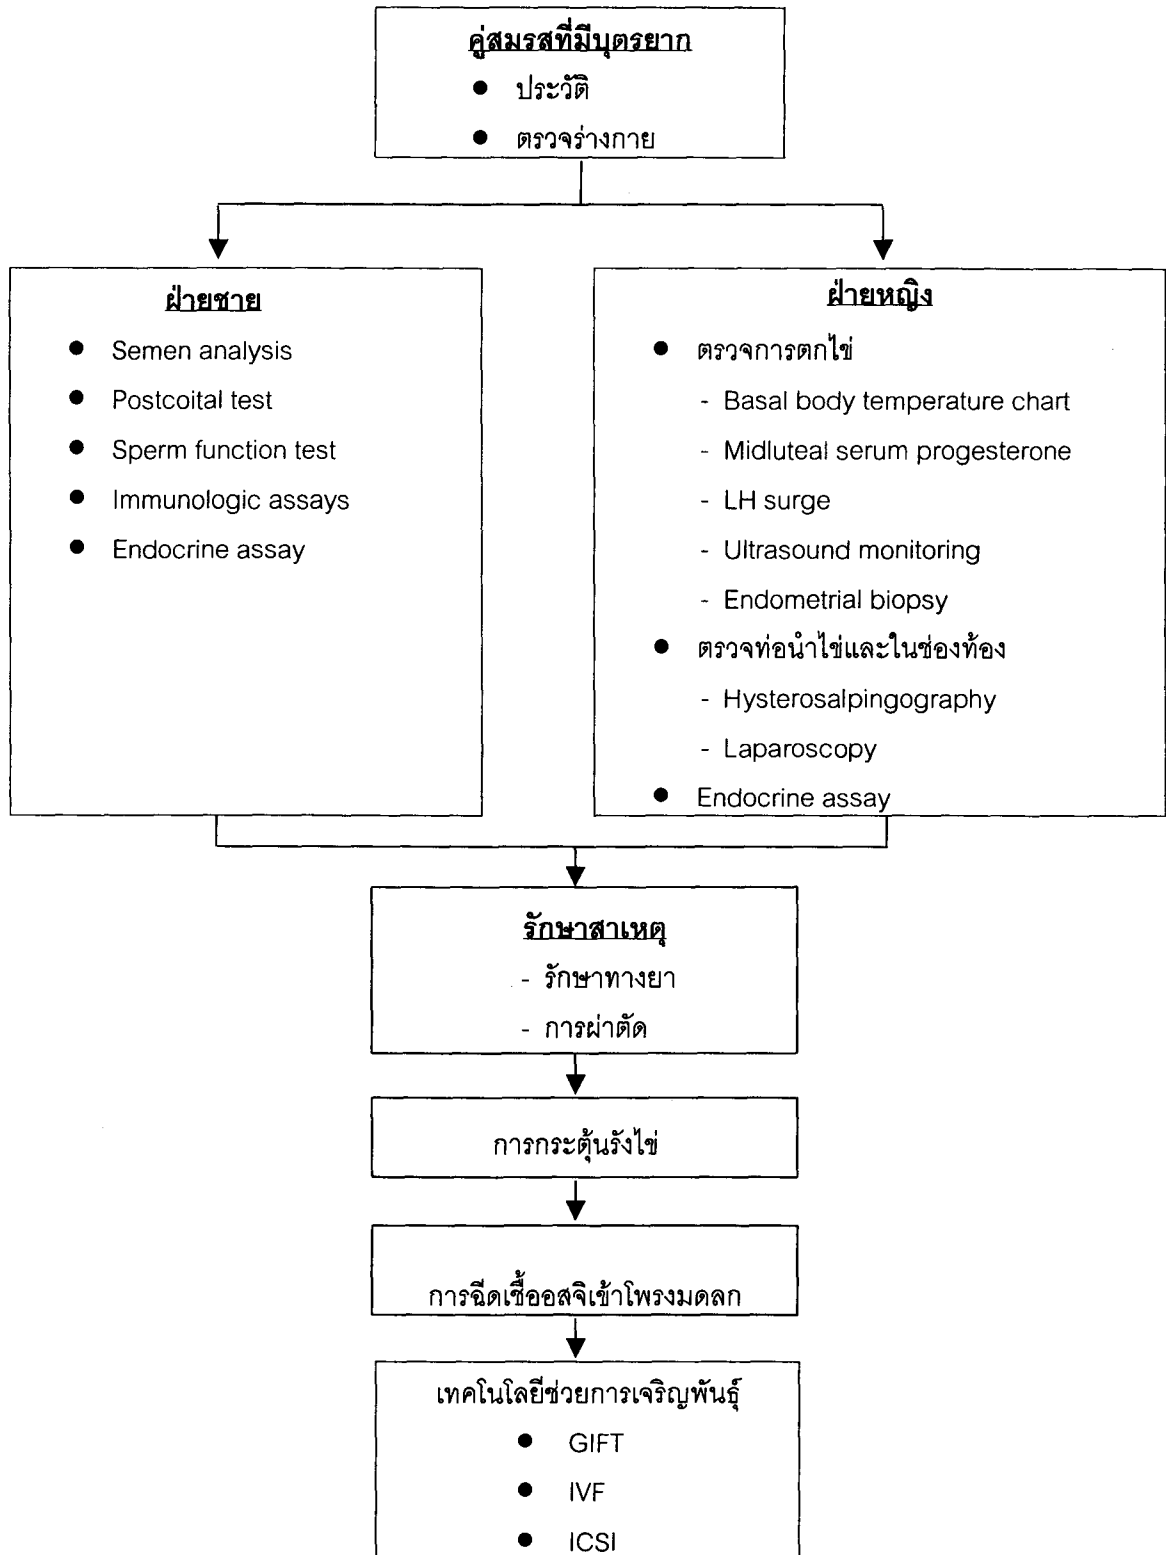 คู่สมรสที่มีบุตรยาก
● ประวัติ
● ตรวจร่างกาย
ฝ่ายชาย
● Semen analysis
● Postcoital test
● Sperm function test
● Immunologic assays
● Endocrine assay
ฝ่ายหญิง
● ตรวจการตกไข่
- Basal body temperature chart
- Midluteal serum progesterone
- LH surge
- Ultrasound monitoring
- Endometrial biopsy
● ตรวจท่อนำไข่และในช่องท้อง
- Hysterosalpingography
- Laparoscopy
● Endocrine assay
รักษาสาเหตุ
- รักษาทางยา
- การผ่าตัด
การกระตุ้นรังไข่
การฉีดเชื้ออสุจิเข้าโพรงมดลูก
เทคโนโลยีช่วยการเจริญพันธุ์
● GIFT
● IVF
● ICSI